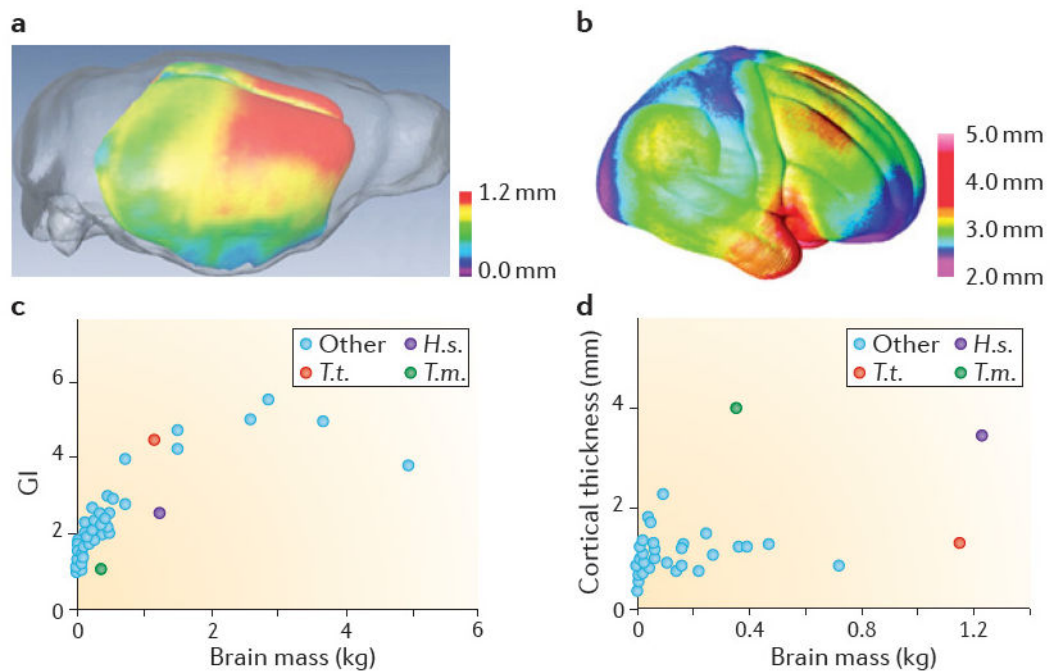 a
1.2 mm
0.0 mm
b
5.0 mm
4.0 mm
3.0 mm
2.0 mm
c
GI
6
4
2
0
0 2 4 6
Brain mass (kg)
Other H.s.
T.t. T.m.
d
Cortical thickness (mm)
4
2
0
0 0.4 0.8 1.2
Brain mass (kg)
Other H.s.
T.t. T.m.